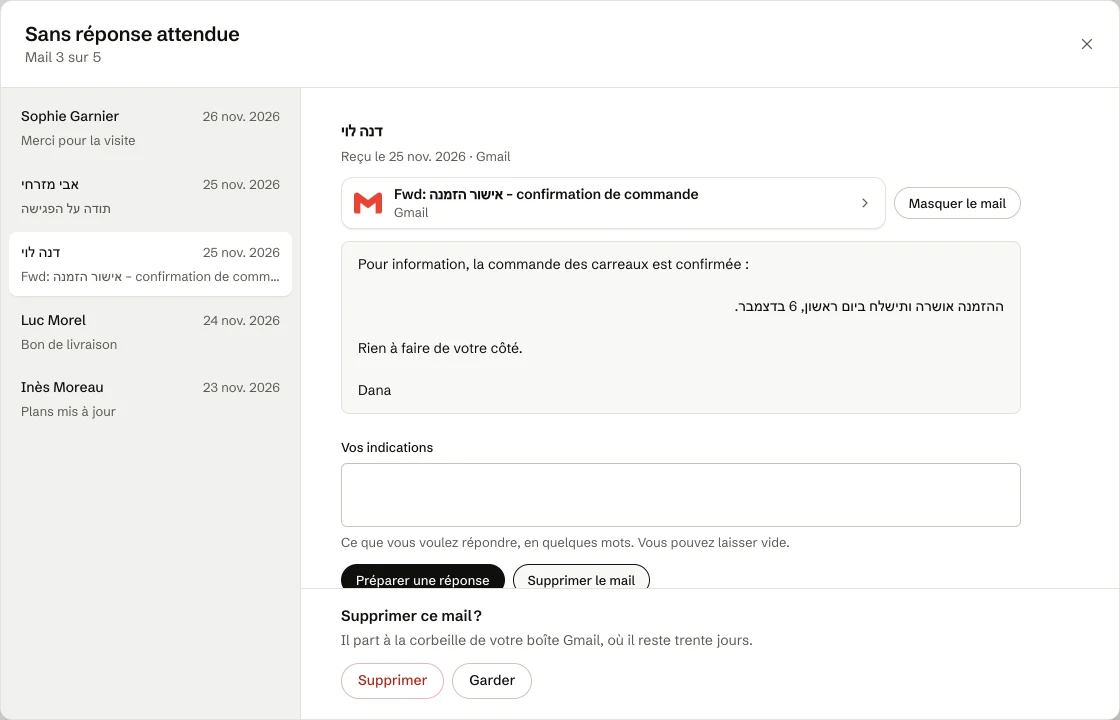 Sans réponse attendue
Mail 3 sur 5
Sophie Garnier 26 nov. 2026
Merci pour la visite
אבי מזרחי 25 nov. 2026
תודה על הפגישה
דנה לוי 25 nov. 2026
Fwd: אישור הזמנה – confirmation de comm…
Luc Morel 24 nov. 2026
Bon de livraison
Inès Moreau 23 nov. 2026
Plans mis à jour
דנה לוי
Reçu le 25 nov. 2026 · Gmail
Fwd: אישור הזמנה – confirmation de commande
Gmail
Masquer le mail
Pour information, la commande des carreaux est confirmée :
ההזמנה אושרה ותישלח ביום ראשון, 6 בדצמבר.
Rien à faire de votre côté.
Dana
Vos indications
Ce que vous voulez répondre, en quelques mots. Vous pouvez laisser vide.
Préparer une réponse
Supprimer le mail
Supprimer ce mail ?
Il part à la corbeille de votre boîte Gmail, où il reste trente jours.
Supprimer
Garder